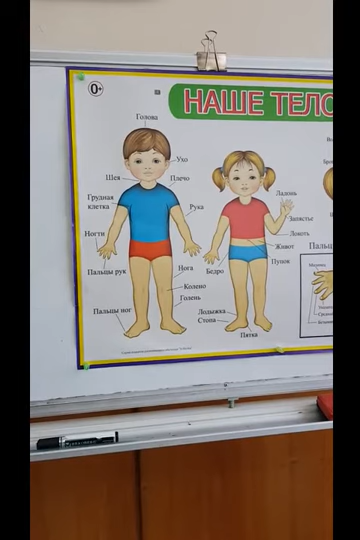 0+
НАШЕ ТЕЛО
Голова
Ухо
Шея
Плечо
Грудная
клетка
Рука
Ногти
Пальцы рук
Нога
Колено
Голень
Пальцы ног
Ладонь
Запястье
Локоть
Живот
Пупок
Бедро
Лодыжка
Стопа
Пятка
Пальц